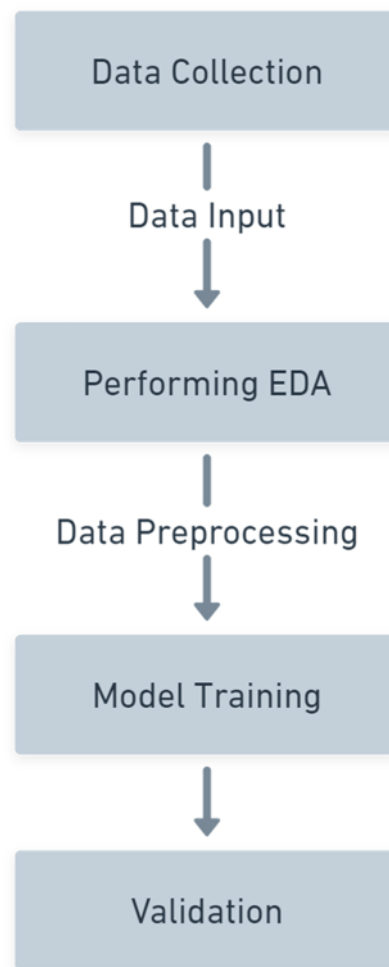 Data Collection
Data Input
Performing EDA
Data Preprocessing
Model Training
Validation